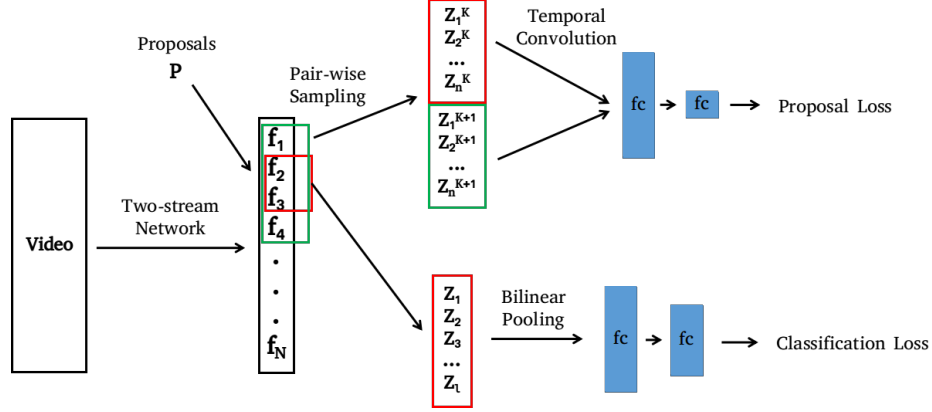 Proposals
P
Pair-wise
Sampling
Video
Two-stream
Network
f₁
f₂
f₃
f₄
.
.
.
f_N
Z₁ᴷ
Z₂ᴷ
...
Zₙᴷ
Z₁ᴷ⁺¹
Z₂ᴷ⁺¹
...
Zₙᴷ⁺¹
Temporal
Convolution
fc
fc
Proposal Loss
Z₁
Z₂
Z₃
...
Zₗ
Bilinear
Pooling
fc
fc
Classification Loss